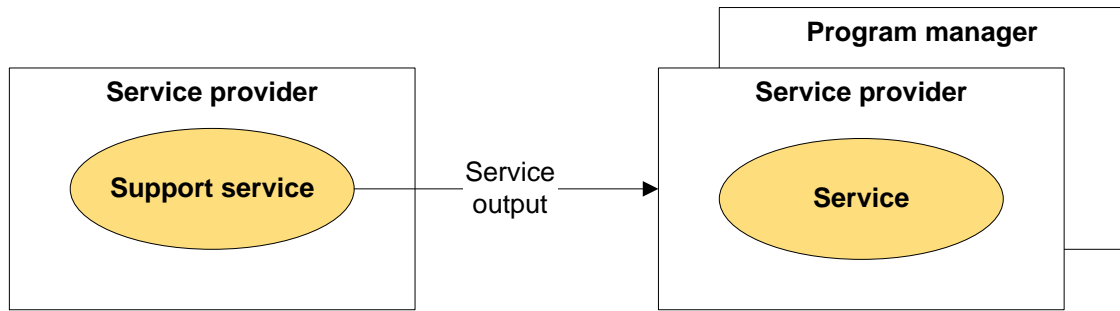 Program manager
Service provider
Service provider
Support service
Service
output
Service